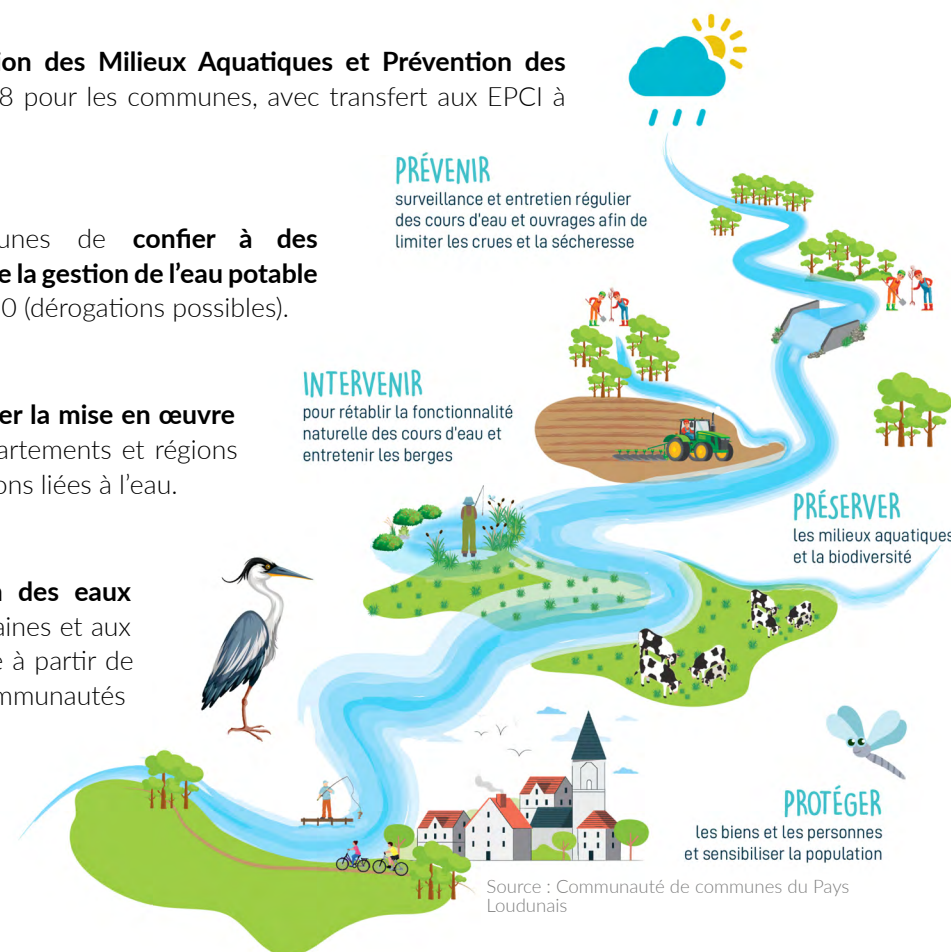 ion des Milieux Aquatiques et Prévention des
8 pour les communes, avec transfert aux EPCI à
PRÉVENIR
surveillance et entretien régulier
des cours d'eau et ouvrages afin de
limiter les crues et la sécheresse
unes de confier à des
e la gestion de l’eau potable
0 (dérogations possibles).
INTERVENIR
pour rétablir la fonctionnalité
naturelle des cours d'eau et
entretenir les berges
er la mise en œuvre
artements et régions
ons liées à l’eau.
PRÉSERVER
les milieux aquatiques
et la biodiversité
des eaux
aines et aux
e à partir de
mmunautés
PROTÉGER
les biens et les personnes
et sensibiliser la population
Source : Communauté de communes du Pays
Loudunais